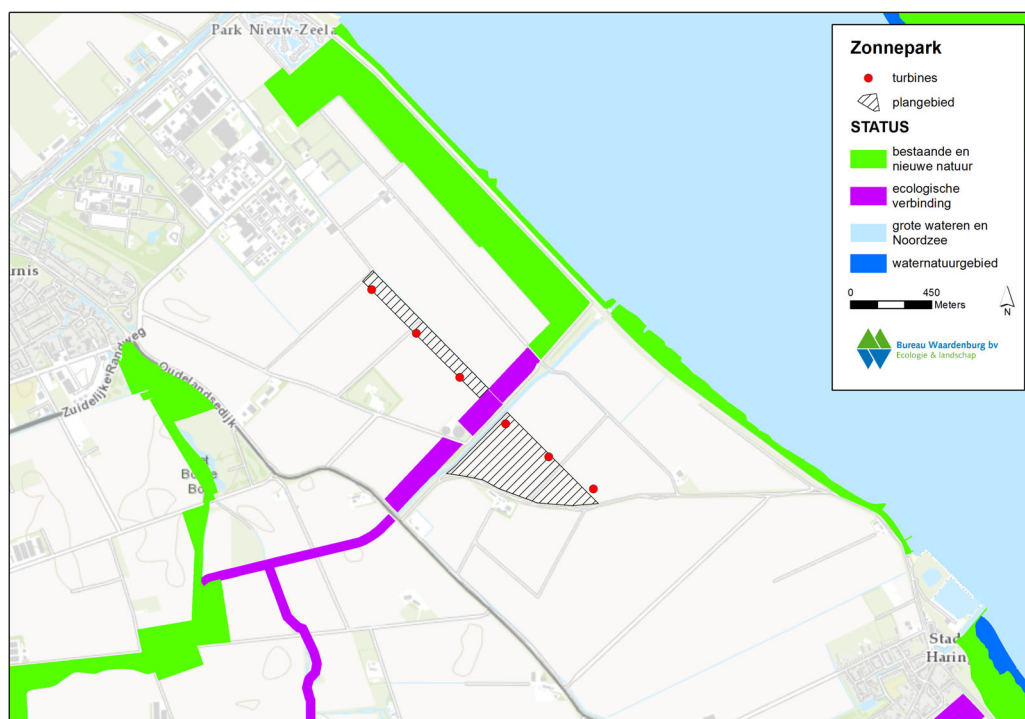 Park Nieuw-Zeela
Zonnepark
turbines
plangebied
STATUS
bestaande en
nieuwe natuur
ecologische
verbinding
grote wateren en
Noordzee
waternatuurgebied
0 450
Meters
N
Bureau Waardenburg bv
Ecologie & landschap
rnis
Zuidelijke Randweg
Oudelandsedijk
Stad
Haring